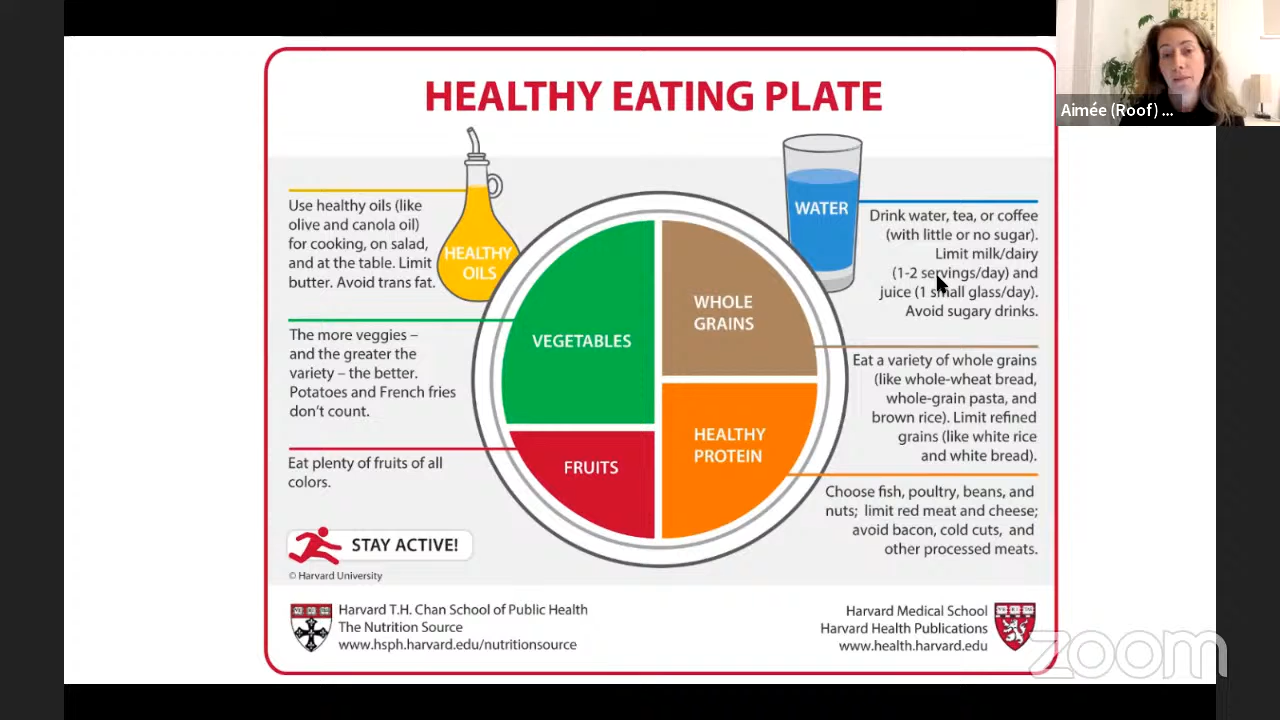 HEALTHY EATING PLATE
Aimée (Roof) ...
Use healthy oils (like
olive and canola oil)
for cooking, on salad,
and at the table. Limit
butter. Avoid trans fat.
HEALTHY
OILS
The more veggies –
and the greater the
variety – the better.
Potatoes and French fries
don't count.
Eat plenty of fruits of all
colors.
VEGETABLES
FRUITS
WHOLE
GRAINS
HEALTHY
PROTEIN
WATER
Drink water, tea, or coffee
(with little or no sugar).
Limit milk/dairy
(1-2 servings/day) and
juice (1 small glass/day).
Avoid sugary drinks.
Eat a variety of whole grains
(like whole-wheat bread,
whole-grain pasta, and
brown rice). Limit refined
grains (like white rice
and white bread).
Choose fish, poultry, beans, and
nuts; limit red meat and cheese;
avoid bacon, cold cuts, and
other processed meats.
STAY ACTIVE!
© Harvard University
Harvard T.H. Chan School of Public Health
The Nutrition Source
www.hsph.harvard.edu/nutritionsource
Harvard Medical School
Harvard Health Publications
www.health.harvard.edu
zoom